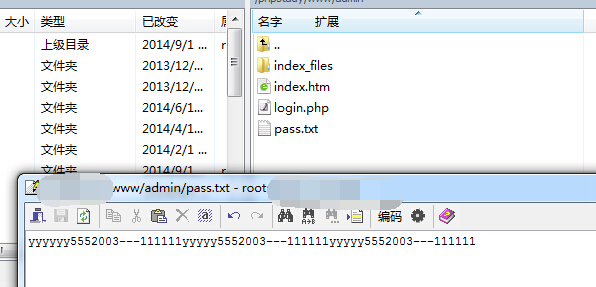 /phpstudy/www/admin
大小 类型 已改变 名字 扩展
上级目录 2014/9/1 ... r
文件夹 2013/12/...
文件夹 2013/12/...
文件夹 2014/6/1...
文件夹 2014/4/1...
文件夹 2014/2/1
文件夹 2014/9/1 r
..
index_files
index.htm
login.php
pass.txt
www/admin/pass.txt - root
编码
yyyyyy5552003---111111yyyyy5552003---111111yyyyy5552003---111111